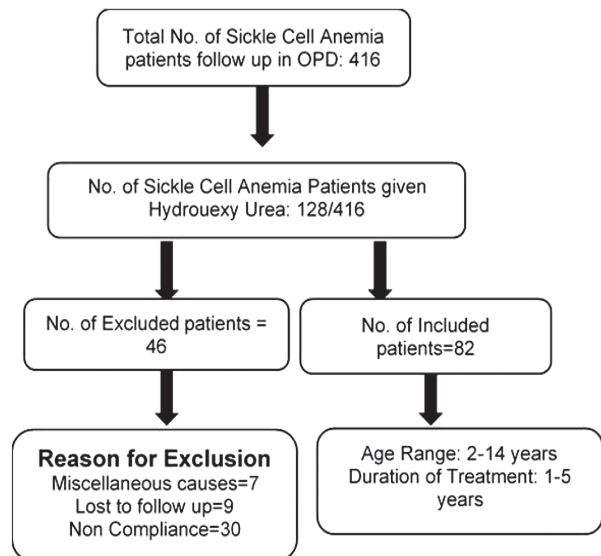 Total No. of Sickle Cell Anemia
patients follow up in OPD: 416
No. of Sickle Cell Anemia Patients given
Hydrouexy Urea: 128/416
No. of Excluded patients =
46
No. of Included
patients=82
Reason for Exclusion
Miscellaneous causes=7
Lost to follow up=9
Non Compliance=30
Age Range: 2-14 years
Duration of Treatment: 1-5
years